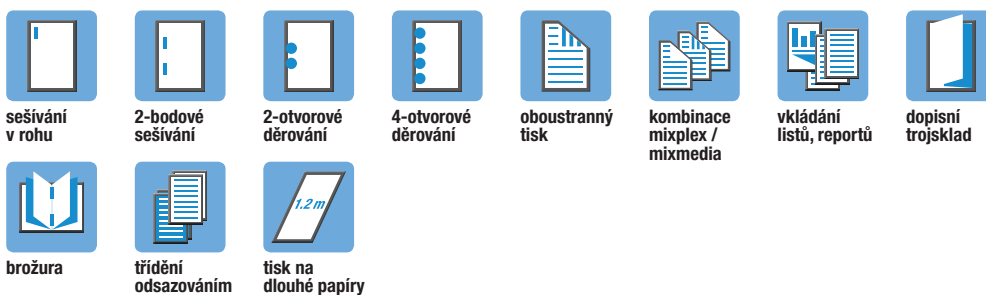 sešívání
v rohu
2-bodové
sešívání
2-otvorové
děrování
4-otvorové
děrování
oboustranný
tisk
kombinace
mixplex /
mixmedia
vkládání
listů, reportů
dopisní
trojsklad
brožura
třídění
odsazováním
1.2 m
tisk na
dlouhé papíry